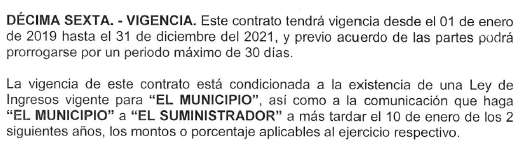 DÉCIMA SEXTA. - VIGENCIA. Este contrato tendrá vigencia desde el 01 de enero
de 2019 hasta el 31 de diciembre del 2021, y previo acuerdo de las partes podrá
prorrogarse por un periodo máximo de 30 días.
La vigencia de este contrato está condicionada a la existencia de una Ley de
Ingresos vigente para "EL MUNICIPIO", así como a la comunicación que haga
"EL MUNICIPIO" a "EL SUMINISTRADOR" a más tardar el 10 de enero de los 2
siguientes años, los montos o porcentaje aplicables al ejercicio respectivo.